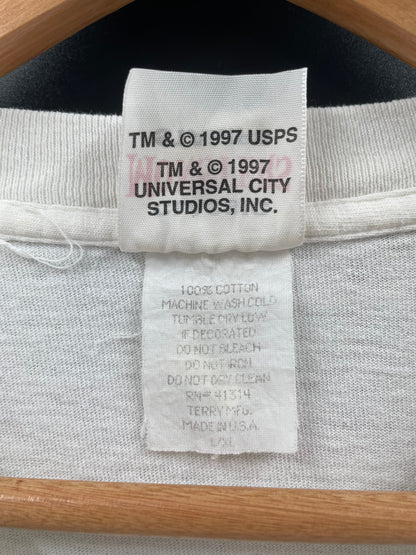 TM & © 1997 USPS
TM & © 1997
UNIVERSAL CITY
STUDIOS, INC.
100% COTTON
MACHINE WASH COLD
TUMBLE DRY LOW
IF DECORATED
DO NOT BLEACH
DO NOT IRON
DO NOT DRY CLEAN
RN# 41314
TERRY MFG.
MADE IN U.S.A.
L/XL